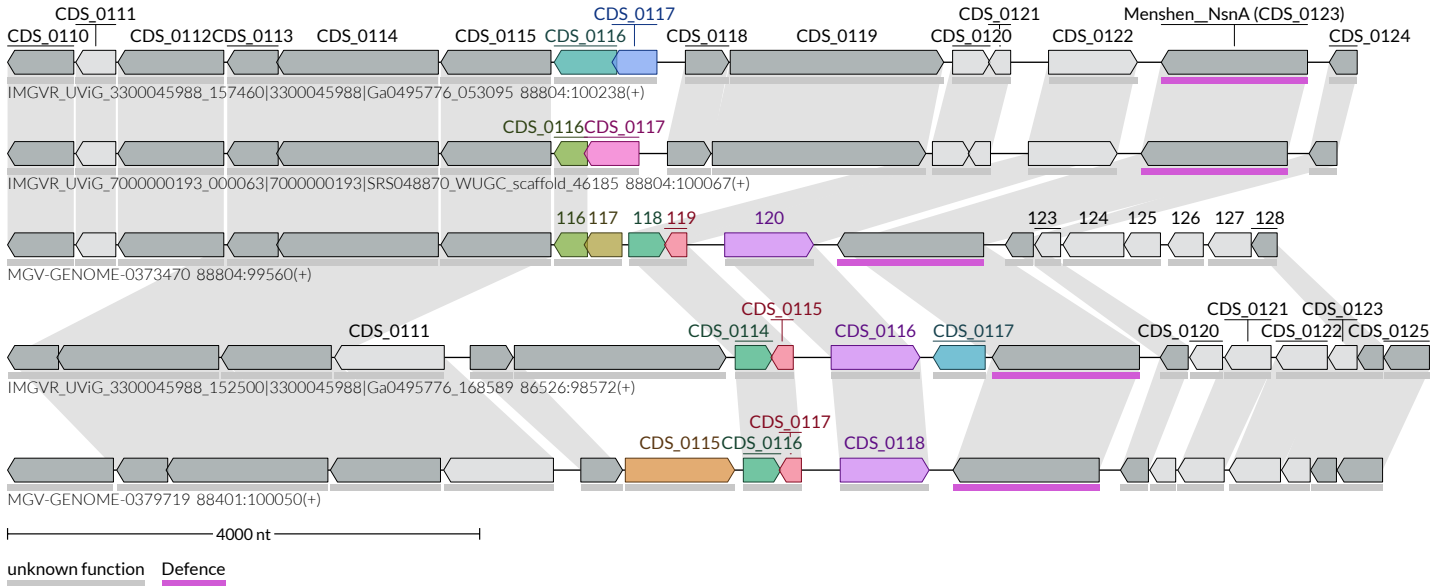 CDS_0111 CDS_0117 CDS_0121 Menshen__NsnA (CDS_0123)
CDS_0110 CDS_0112 CDS_0113 CDS_0114 CDS_0115 CDS_0116 CDS_0118 CDS_0119 CDS_0120 CDS_0122 CDS_0124
IMGVR_UViG_3300045988_157460|3300045988|Ga0495776_053095 88804:100238(+)
CDS_0116 CDS_0117
IMGVR_UViG_7000000193_000063|7000000193|SRS048870_WUGC_scaffold_46185 88804:100067(+)
116 117 118 119 120 123 124 125 126 127 128
MGV-GENOME-0373470 88804:99560(+)
CDS_0115 CDS_0121 CDS_0123
CDS_0111 CDS_0114 CDS_0116 CDS_0117 CDS_0120 CDS_0122 CDS_0125
IMGVR_UViG_3300045988_152500|3300045988|Ga0495776_168589 86526:98572(+)
CDS_0117
CDS_0115 CDS_0116 CDS_0118
MGV-GENOME-0379719 88401:100050(+)
4000 nt
unknown function Defence